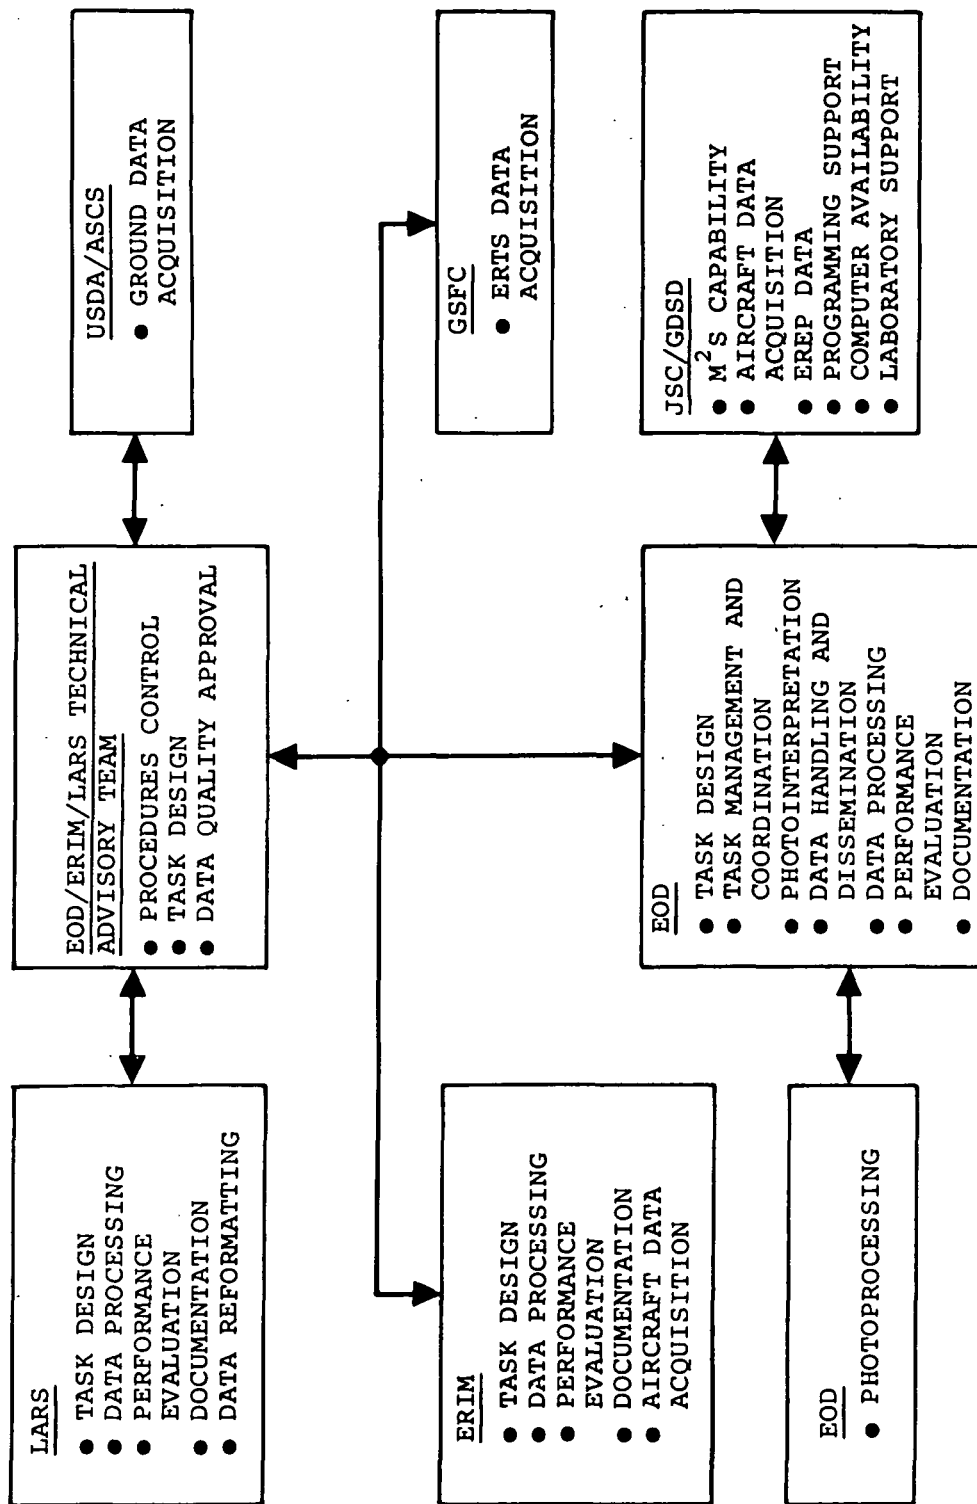 LARS
● TASK DESIGN
● DATA PROCESSING
● PERFORMANCE
EVALUATION
● DOCUMENTATION
● DATA REFORMATTING
EOD/ERIM/LARS TECHNICAL
ADVISORY TEAM
● PROCEDURES CONTROL
● TASK DESIGN
● DATA QUALITY APPROVAL
USDA/ASCS
● GROUND DATA
ACQUISITION
ERIM
● TASK DESIGN
● DATA PROCESSING
● PERFORMANCE
EVALUATION
● DOCUMENTATION
● AIRCRAFT DATA
ACQUISITION
GSFC
● ERTS DATA
ACQUISITION
EOD
● PHOTOPROCESSING
EOD
● TASK DESIGN
● TASK MANAGEMENT AND
COORDINATION
● PHOTOINTERPRETATION
● DATA HANDLING AND
DISSEMINATION
● DATA PROCESSING
● PERFORMANCE
EVALUATION
● DOCUMENTATION
JSC/GDSD
● M²S CAPABILITY
● AIRCRAFT DATA
ACQUISITION
● EREP DATA
● PROGRAMMING SUPPORT
● COMPUTER AVAILABILITY
● LABORATORY SUPPORT